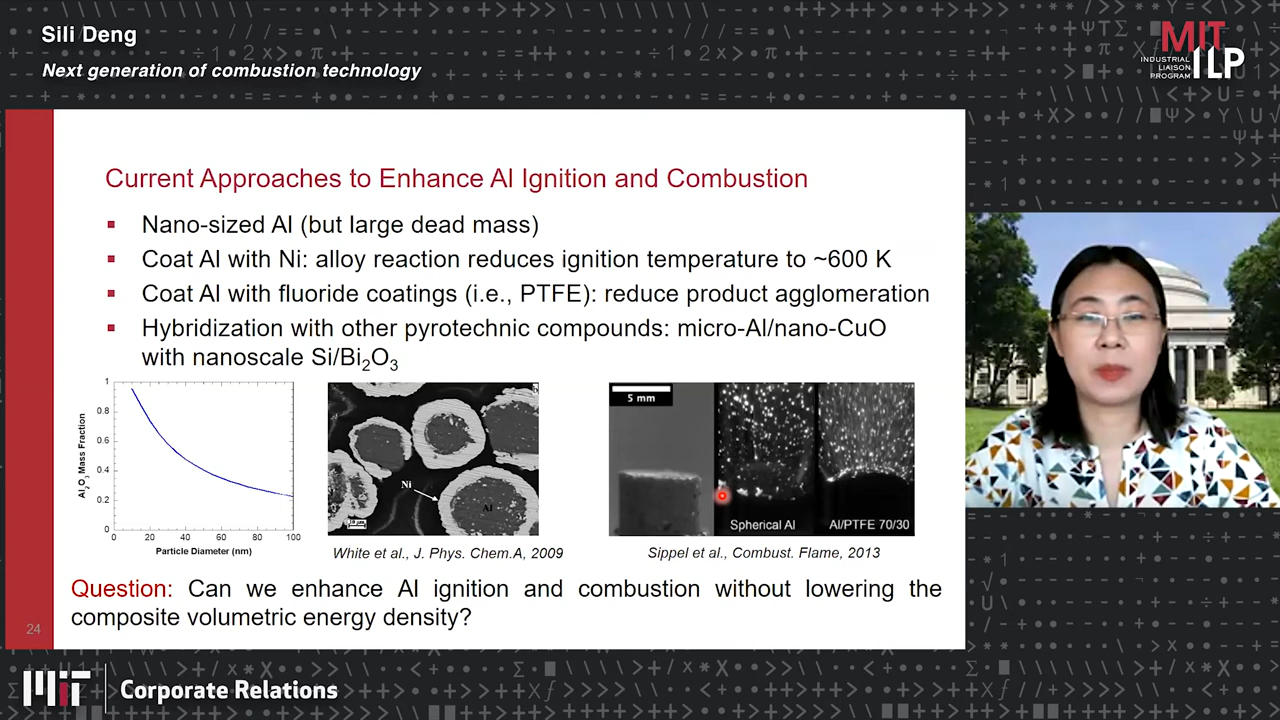 Sili Deng
Next generation of combustion technology
MIT
INDUSTRIAL
LIAISON
PROGRAM
ILP
Current Approaches to Enhance Al Ignition and Combustion
▪ Nano-sized Al (but large dead mass)
▪ Coat Al with Ni: alloy reaction reduces ignition temperature to ~600 K
▪ Coat Al with fluoride coatings (i.e., PTFE): reduce product agglomeration
▪ Hybridization with other pyrotechnic compounds: micro-Al/nano-CuO
with nanoscale Si/Bi₂O₃
Al₂O₃ Mass Fraction
1
0.8
0.6
0.4
0.2
0
0 20 40 60 80 100
Particle Diameter (nm)
Ni
Al
White et al., J. Phys. Chem.A, 2009
5 mm
Spherical Al
Al/PTFE 70/30
Sippel et al., Combust. Flame, 2013
Question: Can we enhance Al ignition and combustion without lowering the
composite volumetric energy density?
24
MIT
Corporate Relations